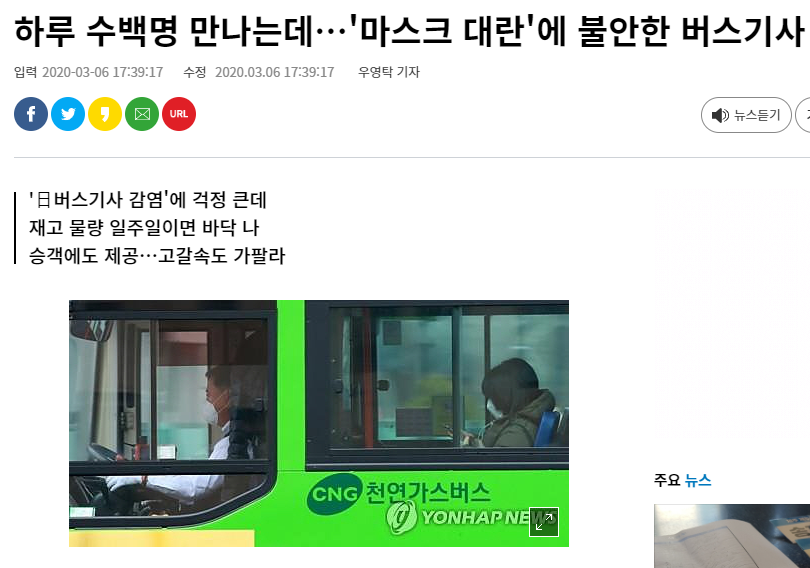 하루 수백명 만나는데…'마스크 대란'에 불안한 버스기사
입력 2020-03-06 17:39:17 수정 2020.03.06 17:39:17 우영탁 기자
URL
뉴스듣기
'日버스기사 감염'에 걱정 큰데
재고 물량 일주일이면 바닥 나
승객에도 제공…고갈속도 가팔라
CNG 천연가스버스
YONHAP NEWS
주요 뉴스